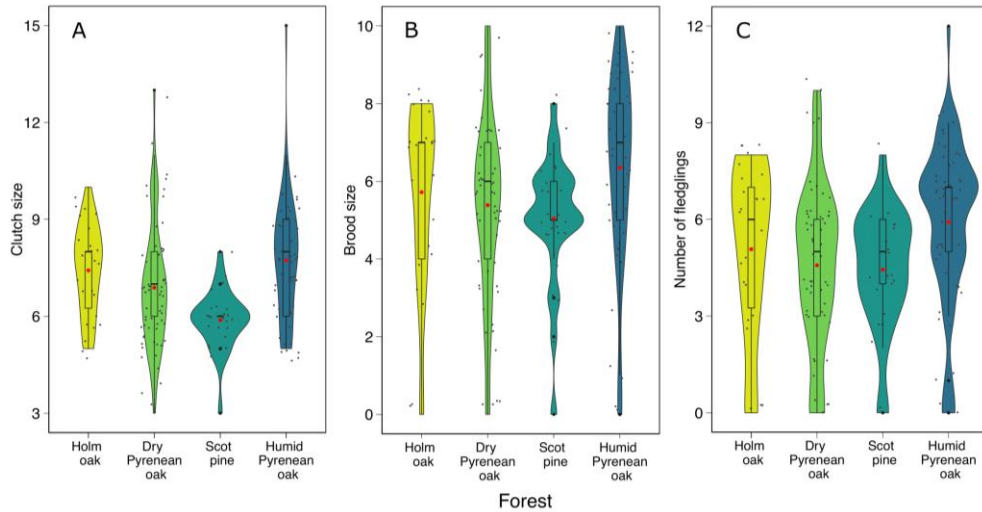 A
Clutch size
15
12
9
6
3
Holm
oak
Dry
Pyrenean
oak
Scot
pine
Humid
Pyrenean
oak
B
Brood size
10
8
6
4
2
0
Holm
oak
Dry
Pyrenean
oak
Scot
pine
Humid
Pyrenean
oak
C
Number of fledglings
12
9
6
3
0
Holm
oak
Dry
Pyrenean
oak
Scot
pine
Humid
Pyrenean
oak
Forest